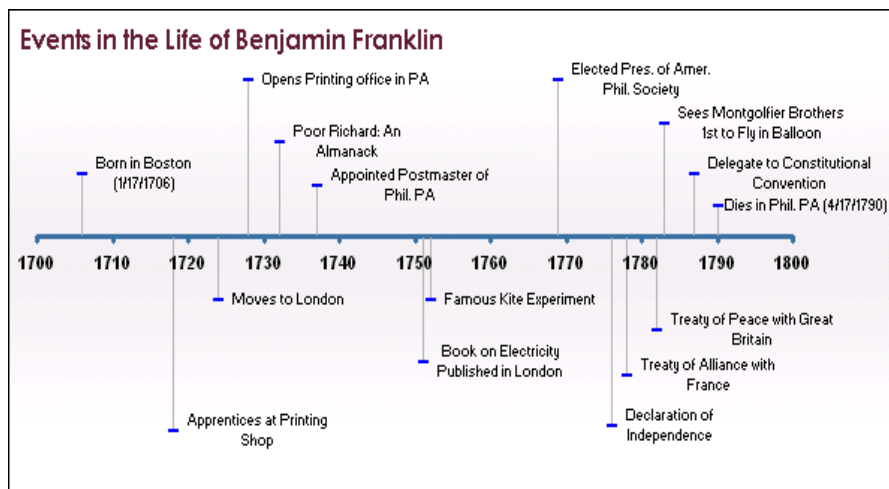 Events in the Life of Benjamin Franklin
Opens Printing office in PA
Elected Pres. of Amer.
Phil. Society
Sees Montgolfier Brothers
1st to Fly in Balloon
Poor Richard: An
Almanack
Born in Boston
(1/17/1706)
Appointed Postmaster of
Phil. PA
Delegate to Constitutional
Convention
Dies in Phil. PA (4/17/1790)
1700 1710 1720 1730 1740 1750 1760 1770 1780 1790 1800
Moves to London
Famous Kite Experiment
Treaty of Peace with Great
Britain
Book on Electricity
Published in London
Treaty of Alliance with
France
Apprentices at Printing
Shop
Declaration of
Independence